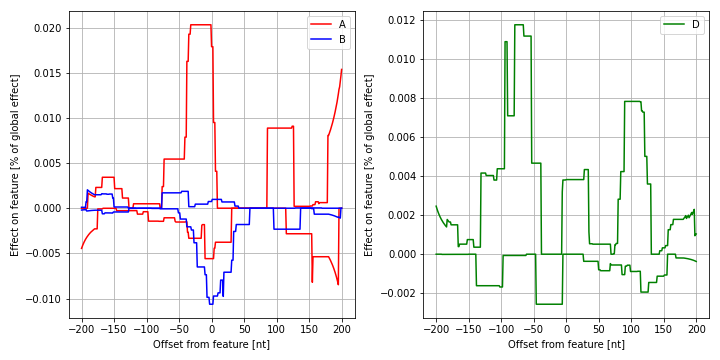 A
B
Effect on feature [% of global effect]
0.020
0.015
0.010
0.005
0.000
−0.005
−0.010
−200 −150 −100 −50 0 50 100 150 200
Offset from feature [nt]
D
Effect on feature [% of global effect]
0.012
0.010
0.008
0.006
0.004
0.002
0.000
−0.002
−200 −150 −100 −50 0 50 100 150 200
Offset from feature [nt]